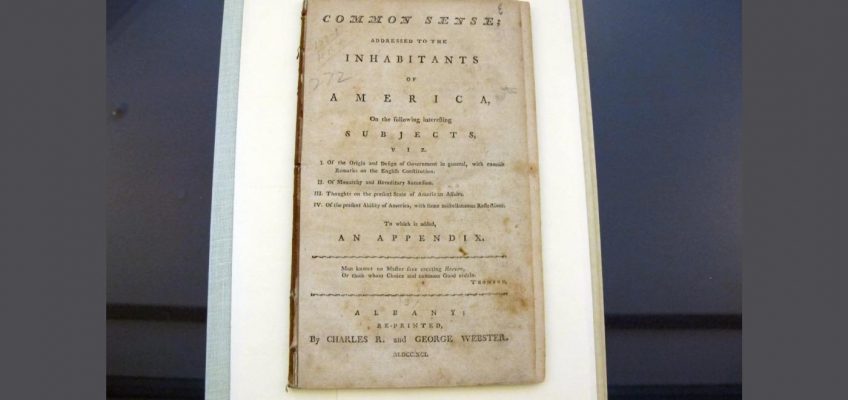 COMMON SENSE;
ADDRESSED TO THE
INHABITANTS
OF
AMERICA,
On the following interesting
SUBJECTS,
VIZ.
I. Of the Origin and Design of Government in general, with concise
Remarks on the English Constitution.
II. Of Monarchy and Hereditary Succession.
III. Thoughts on the present State of American Affairs.
IV. Of the present Ability of America, with some miscellaneous Reflections.
To which is added,
AN APPENDIX.
Man knows no Master save creating Heaven,
Or those whom Choice and common Good ordain.
THOMSON.
ALBANY:
RE-PRINTED,
By CHARLES R. and GEORGE WEBSTER.
M.DCC.XCI.